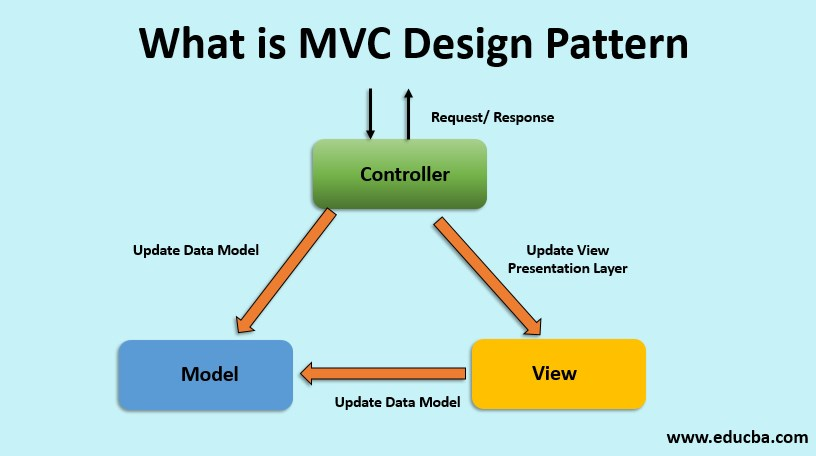 What is MVC Design Pattern
Request/ Response
Controller
Update Data Model
Update View
Presentation Layer
Model
View
Update Data Model
www.educba.com